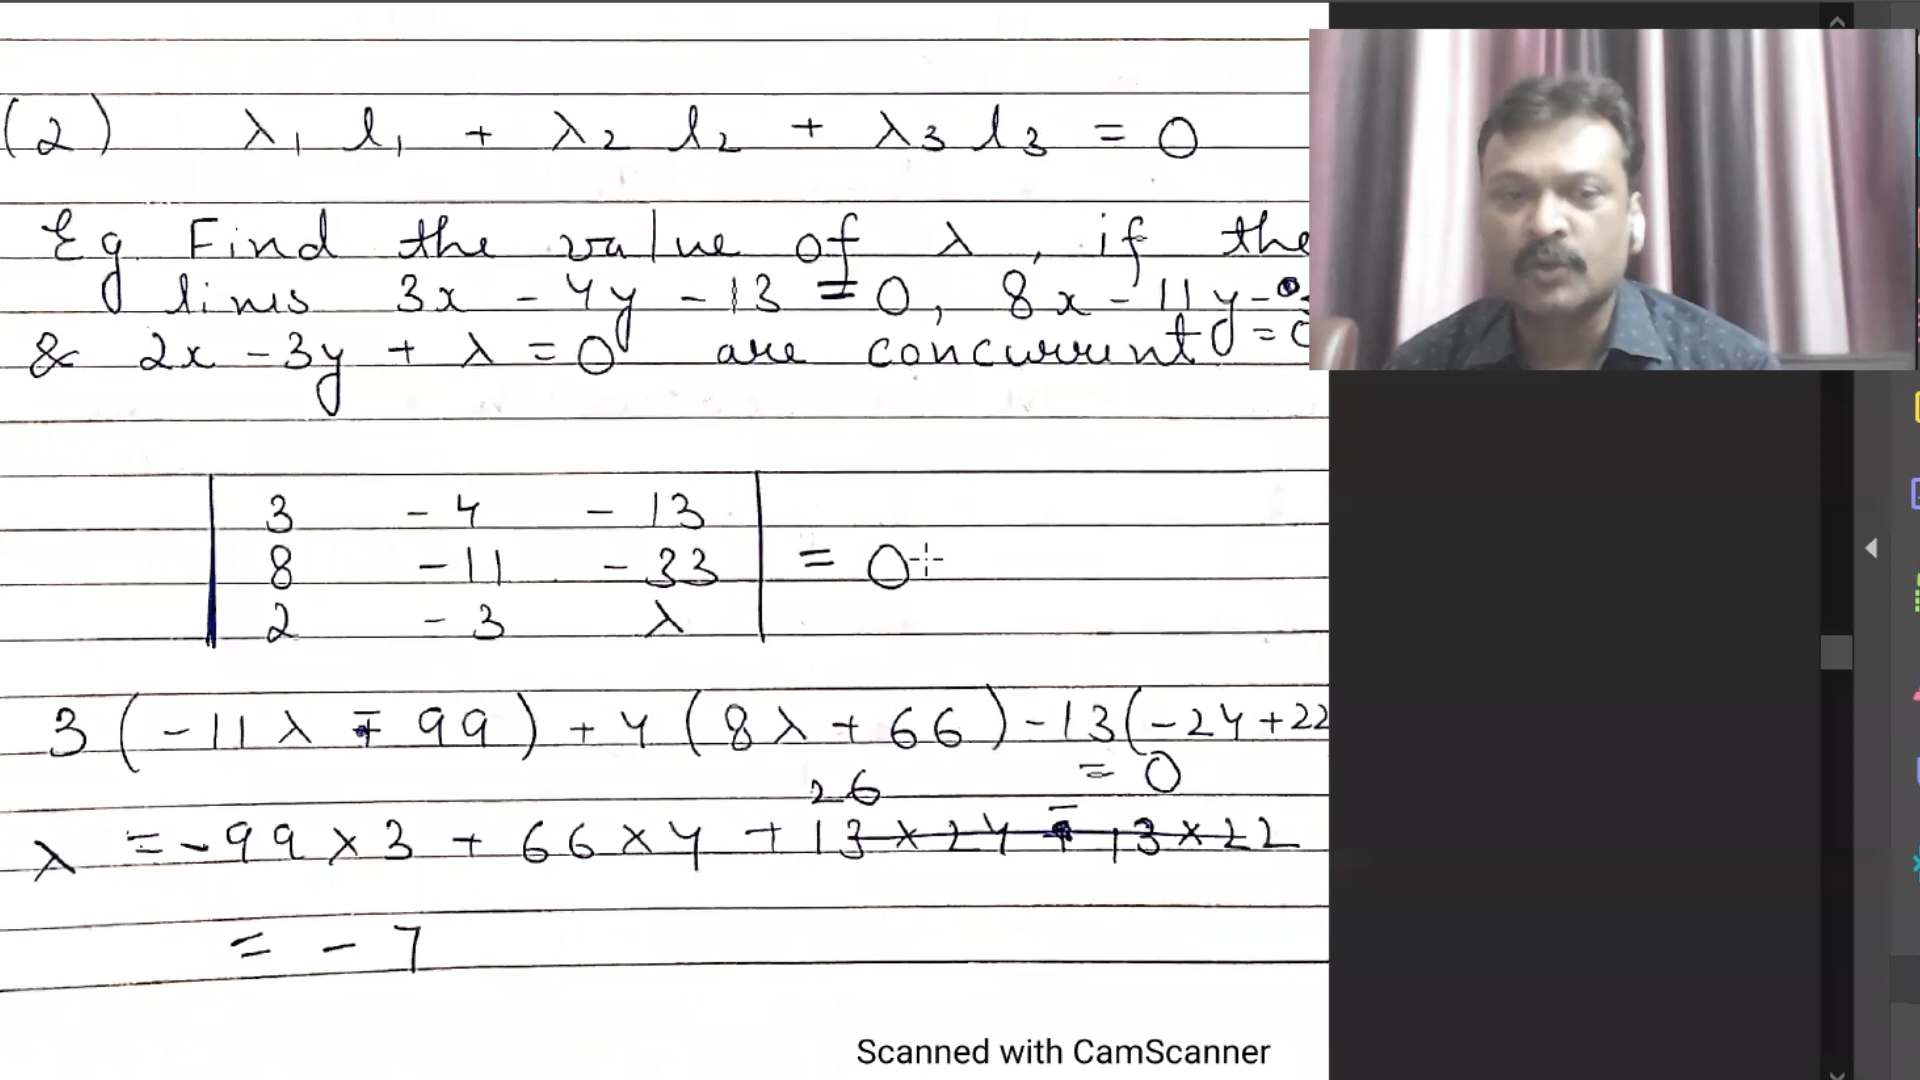 (2) λ₁ l₁ + λ₂ l₂ + λ₃ l₃ = 0
Eg Find the value of λ, if the
lines 3x - 4y - 13 = 0, 8x - 11y -
= 0
& 2x - 3y + λ = 0 are concurrent
3 -4 -13
8 -11 -33 = 0
2 -3 λ
3(-11λ - 99) + 4(8λ + 66) - 13(-24+22
= 0
26
λ = -99 × 3 + 66 × 4 + 13 × 24 - 13 × 22
= -7
Scanned with CamScanner